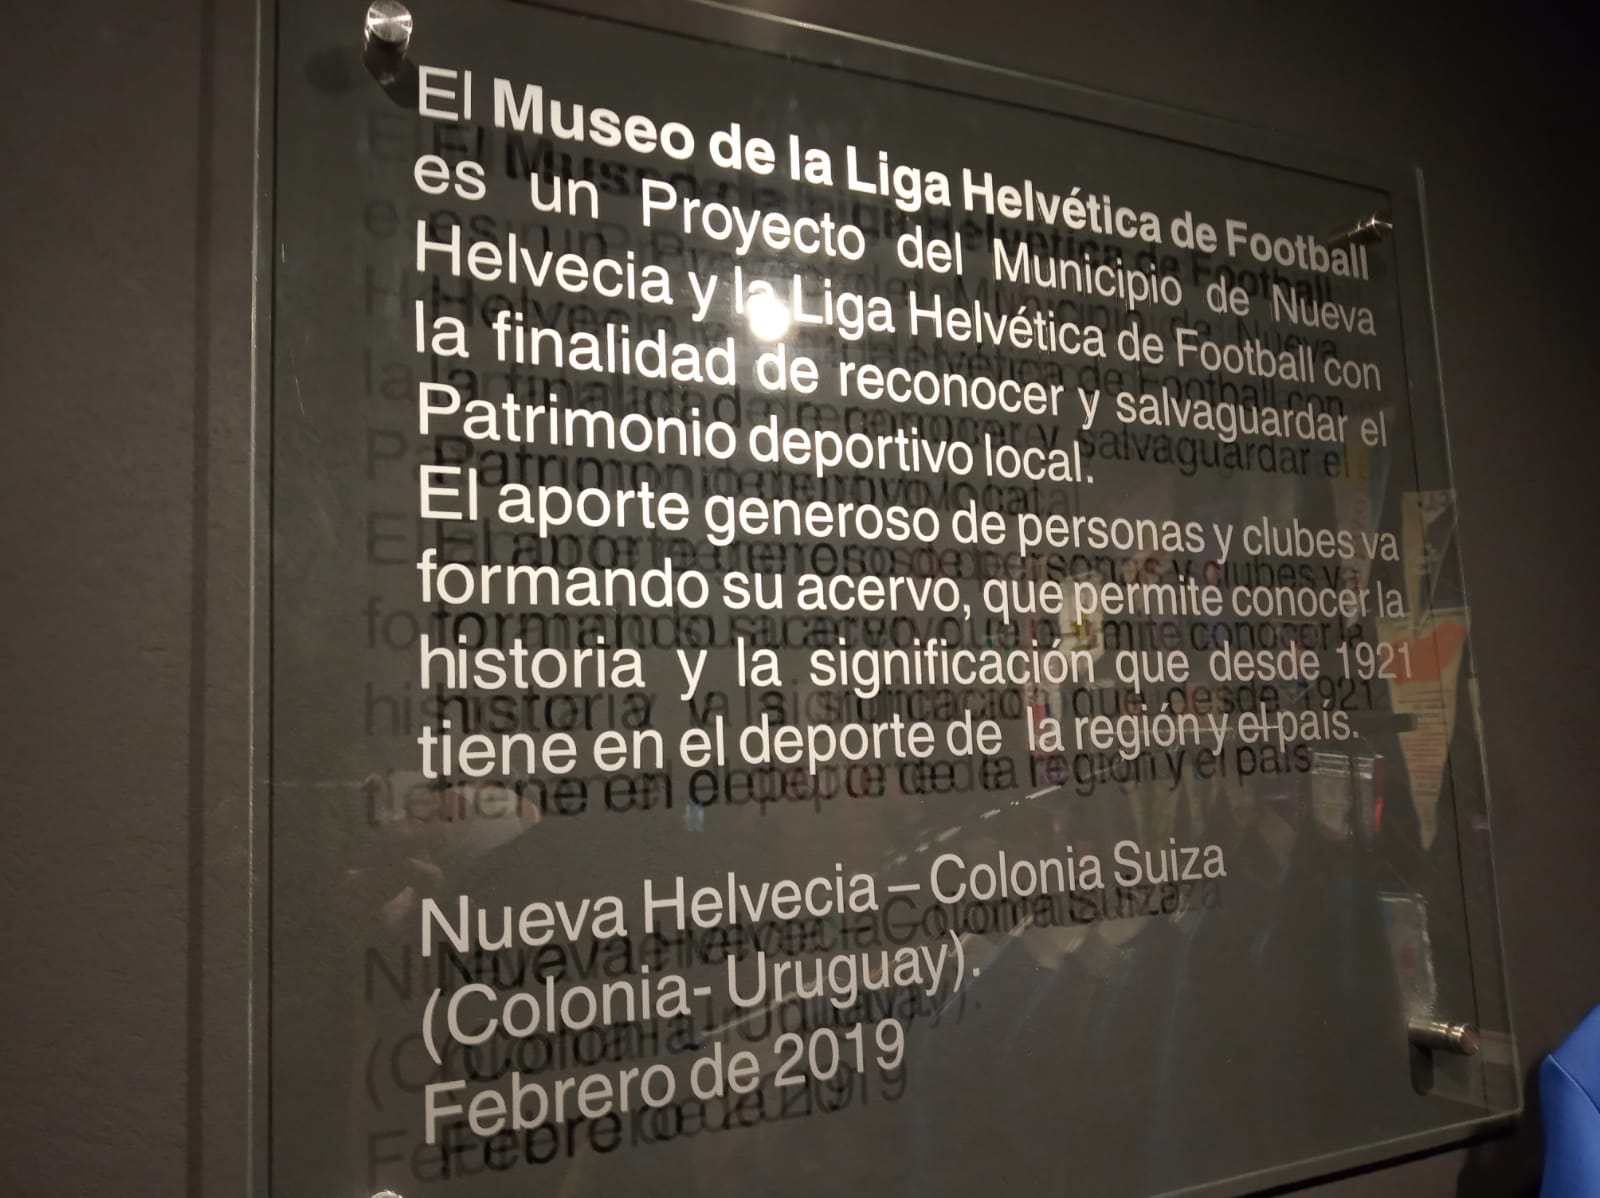 El Museo de la Liga Helvética de Football
es un Proyecto del Municipio de Nueva
Helvecia y la Liga Helvética de Football con
la finalidad de reconocer y salvaguardar el
Patrimonio deportivo local.
El aporte generoso de personas y clubes va
formando su acervo, que permite conocer la
historia y la significación que desde 1921
tiene en el deporte de la región y el país.
Nueva Helvecia – Colonia Suiza
(Colonia- Uruguay).
Febrero de 2019